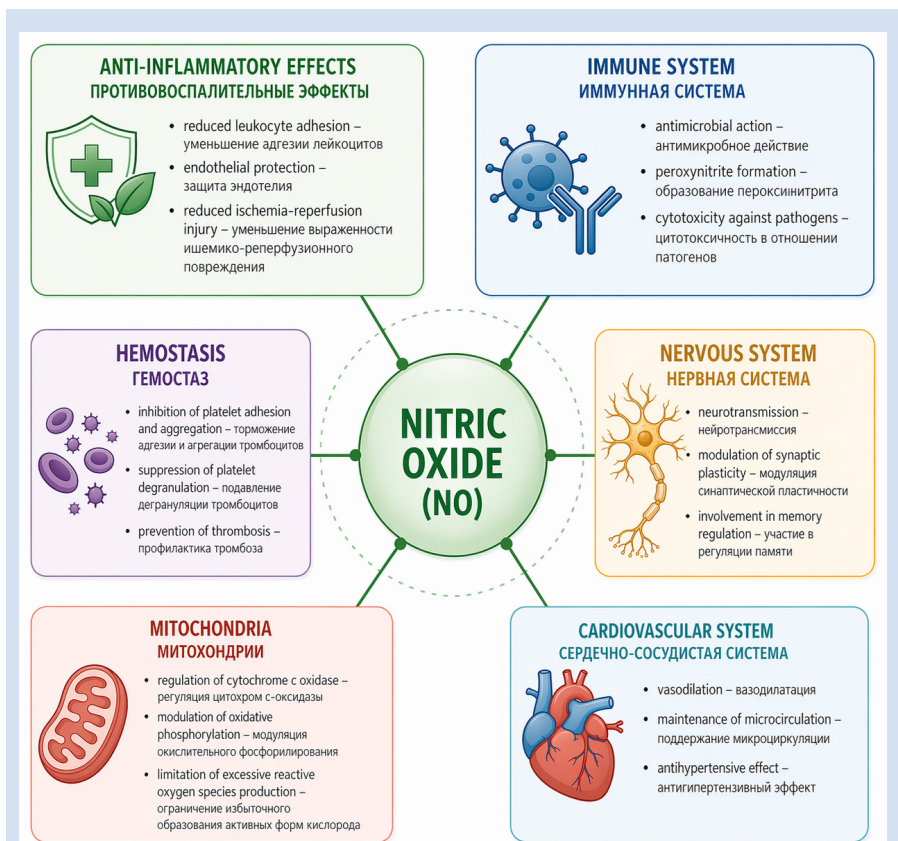 ANTI-INFLAMMATORY EFFECTS
ПРОТИВОВОСПАЛИТЕЛЬНЫЕ ЭФФЕКТЫ
• reduced leukocyte adhesion –
уменьшение адгезии лейкоцитов
• endothelial protection –
защита эндотелия
• reduced ischemia-reperfusion
injury – уменьшение выраженности
ишемико-реперфузионного
повреждения
IMMUNE SYSTEM
ИММУННАЯ СИСТЕМА
• antimicrobial action –
антимикробное действие
• peroxynitrite formation –
образование пероксинитрита
• cytotoxicity against pathogens –
цитотоксичность в отношении
патогенов
HEMOSTASIS
ГЕМОСТАЗ
• inhibition of platelet adhesion
and aggregation – торможение
адгезии и агрегации тромбоцитов
• suppression of platelet
degranulation – подавление
дегрануляции тромбоцитов
• prevention of thrombosis –
профилактика тромбоза
NITRIC
OXIDE
(NO)
NERVOUS SYSTEM
НЕРВНАЯ СИСТЕМА
• neurotransmission –
нейротрансмиссия
• modulation of synaptic
plasticity – модуляция
синаптической пластичности
• involvement in memory
regulation – участие в
регуляции памяти
MITOCHONDRIA
МИТОХОНДРИИ
• regulation of cytochrome c oxidase –
регуляция цитохром c-оксидазы
• modulation of oxidative
phosphorylation – модуляция
окислительного фосфорилирования
• limitation of excessive reactive
oxygen species production –
ограничение избыточного
образования активных форм кислорода
CARDIOVASCULAR SYSTEM
СЕРДЕЧНО-СОСУДИСТАЯ СИСТЕМА
• vasodilation – вазодилатация
• maintenance of microcirculation –
поддержание микроциркуляции
• antihypertensive effect –
антигипертензивный эффект